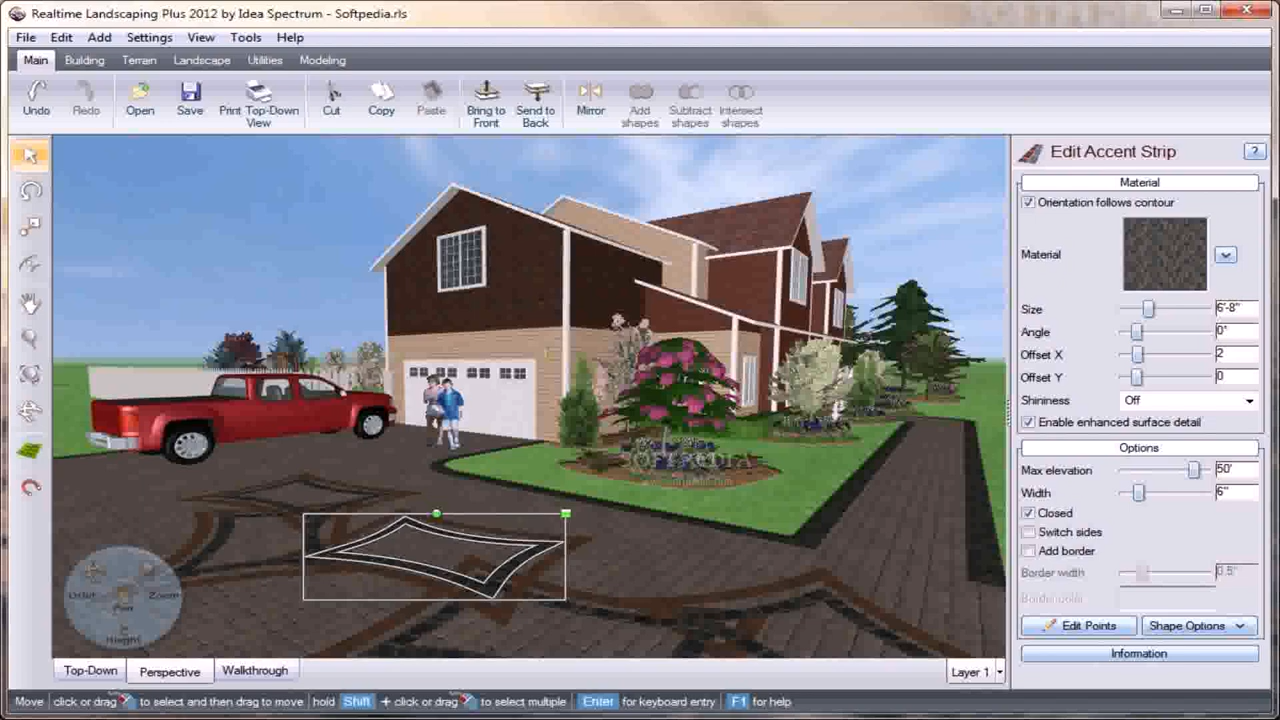 Realtime Landscaping Plus 2012 by Idea Spectrum - Softpedia.rls
File Edit Add Settings View Tools Help
Main Building Terrain Landscape Utilities Modeling
Undo Redo Open Save Print Top-Down View Cut Copy Paste Bring to Front Send to Back Mirror Add shapes Subtract shapes Intersect shapes
Edit Accent Strip ?
Material
Orientation follows contour
Material
Size 6'-8"
Angle 0°
Offset X 2
Offset Y 0
Shininess Off
Enable enhanced surface detail
Options
Max elevation 50'
Width 6"
Closed
Switch sides
Add border
Border width 0.5"
Border color
Edit Points Shape Options
Information
SOFTPEDIA
Orbit Pan Zoom
Height
Top-Down Perspective Walkthrough Layer 1
Move click or drag to select and then drag to move hold Shift + click or drag to select multiple Enter for keyboard entry F1 for help